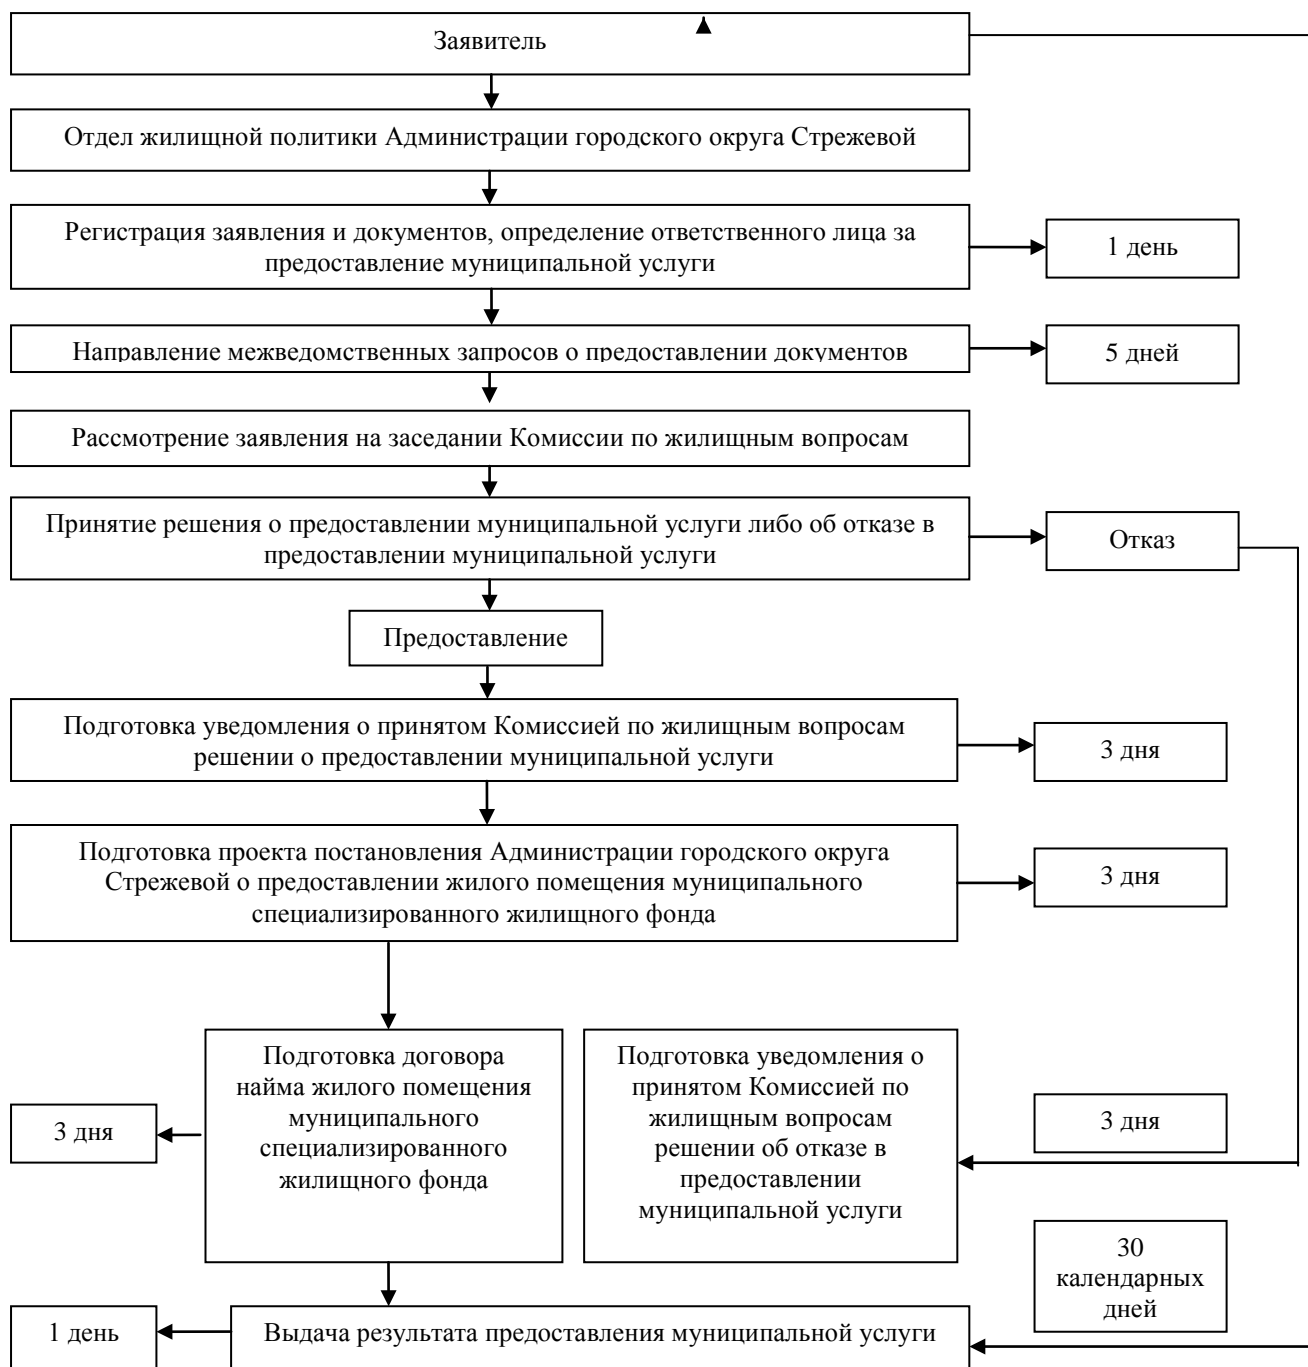 Заявитель
Отдел жилищной политики Администрации городского округа Стрежевой
Регистрация заявления и документов, определение ответственного лица за
предоставление муниципальной услуги
1 день
Направление межведомственных запросов о предоставлении документов
5 дней
Рассмотрение заявления на заседании Комиссии по жилищным вопросам
Принятие решения о предоставлении муниципальной услуги либо об отказе в
предоставлении муниципальной услуги
Отказ
Предоставление
Подготовка уведомления о принятом Комиссией по жилищным вопросам
решении о предоставлении муниципальной услуги
3 дня
Подготовка проекта постановления Администрации городского округа
Стрежевой о предоставлении жилого помещения муниципального
специализированного жилищного фонда
3 дня
3 дня
Подготовка договора
найма жилого помещения
муниципального
специализированного
жилищного фонда
Подготовка уведомления о
принятом Комиссией по
жилищным вопросам
решении об отказе в
предоставлении
муниципальной услуги
3 дня
30
календарных
дней
1 день
Выдача результата предоставления муниципальной услуги